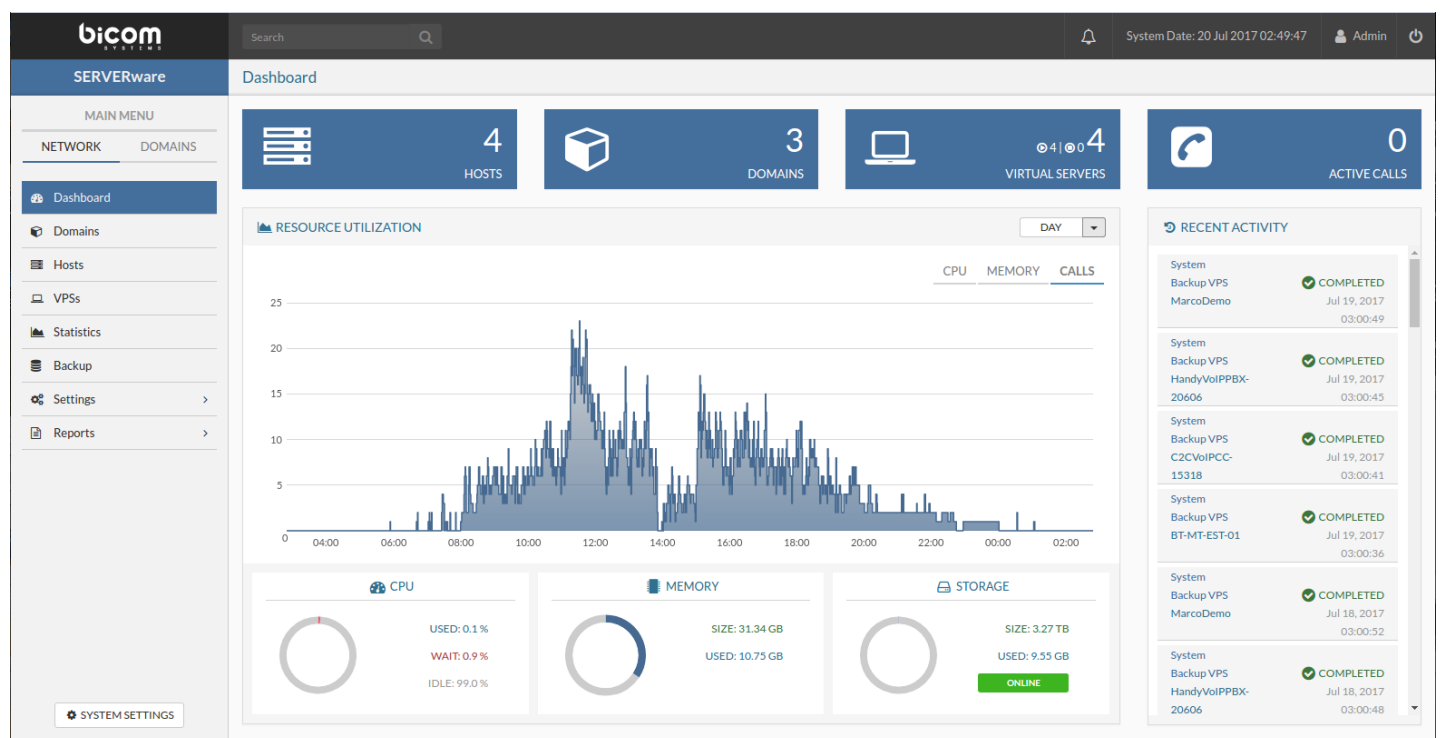 bicom
SYSTEMS
Search
System Date: 20 Jul 2017 02:49:47
Admin
SERVERware
Dashboard
MAIN MENU
NETWORK DOMAINS
Dashboard
Domains
Hosts
VPSs
Statistics
Backup
Settings
Reports
SYSTEM SETTINGS
4
HOSTS
3
DOMAINS
4 | 0 4
VIRTUAL SERVERS
0
ACTIVE CALLS
RESOURCE UTILIZATION
DAY
CPU MEMORY CALLS
25
20
15
10
5
0 04:00 06:00 08:00 10:00 12:00 14:00 16:00 18:00 20:00 22:00 00:00 02:00
CPU
USED: 0.1 %
WAIT: 0.9 %
IDLE: 99.0 %
MEMORY
SIZE: 31.34 GB
USED: 10.75 GB
STORAGE
SIZE: 3.27 TB
USED: 9.55 GB
ONLINE
RECENT ACTIVITY
System
Backup VPS COMPLETED
MarcoDemo Jul 19, 2017
03:00:49
System
Backup VPS COMPLETED
HandyVoIPPBX- Jul 19, 2017
20606 03:00:45
System
Backup VPS COMPLETED
C2CVoIPCC- Jul 19, 2017
15318 03:00:41
System
Backup VPS COMPLETED
BT-MT-EST-01 Jul 19, 2017
03:00:36
System
Backup VPS COMPLETED
MarcoDemo Jul 18, 2017
03:00:52
System
Backup VPS COMPLETED
HandyVoIPPBX- Jul 18, 2017
20606 03:00:48